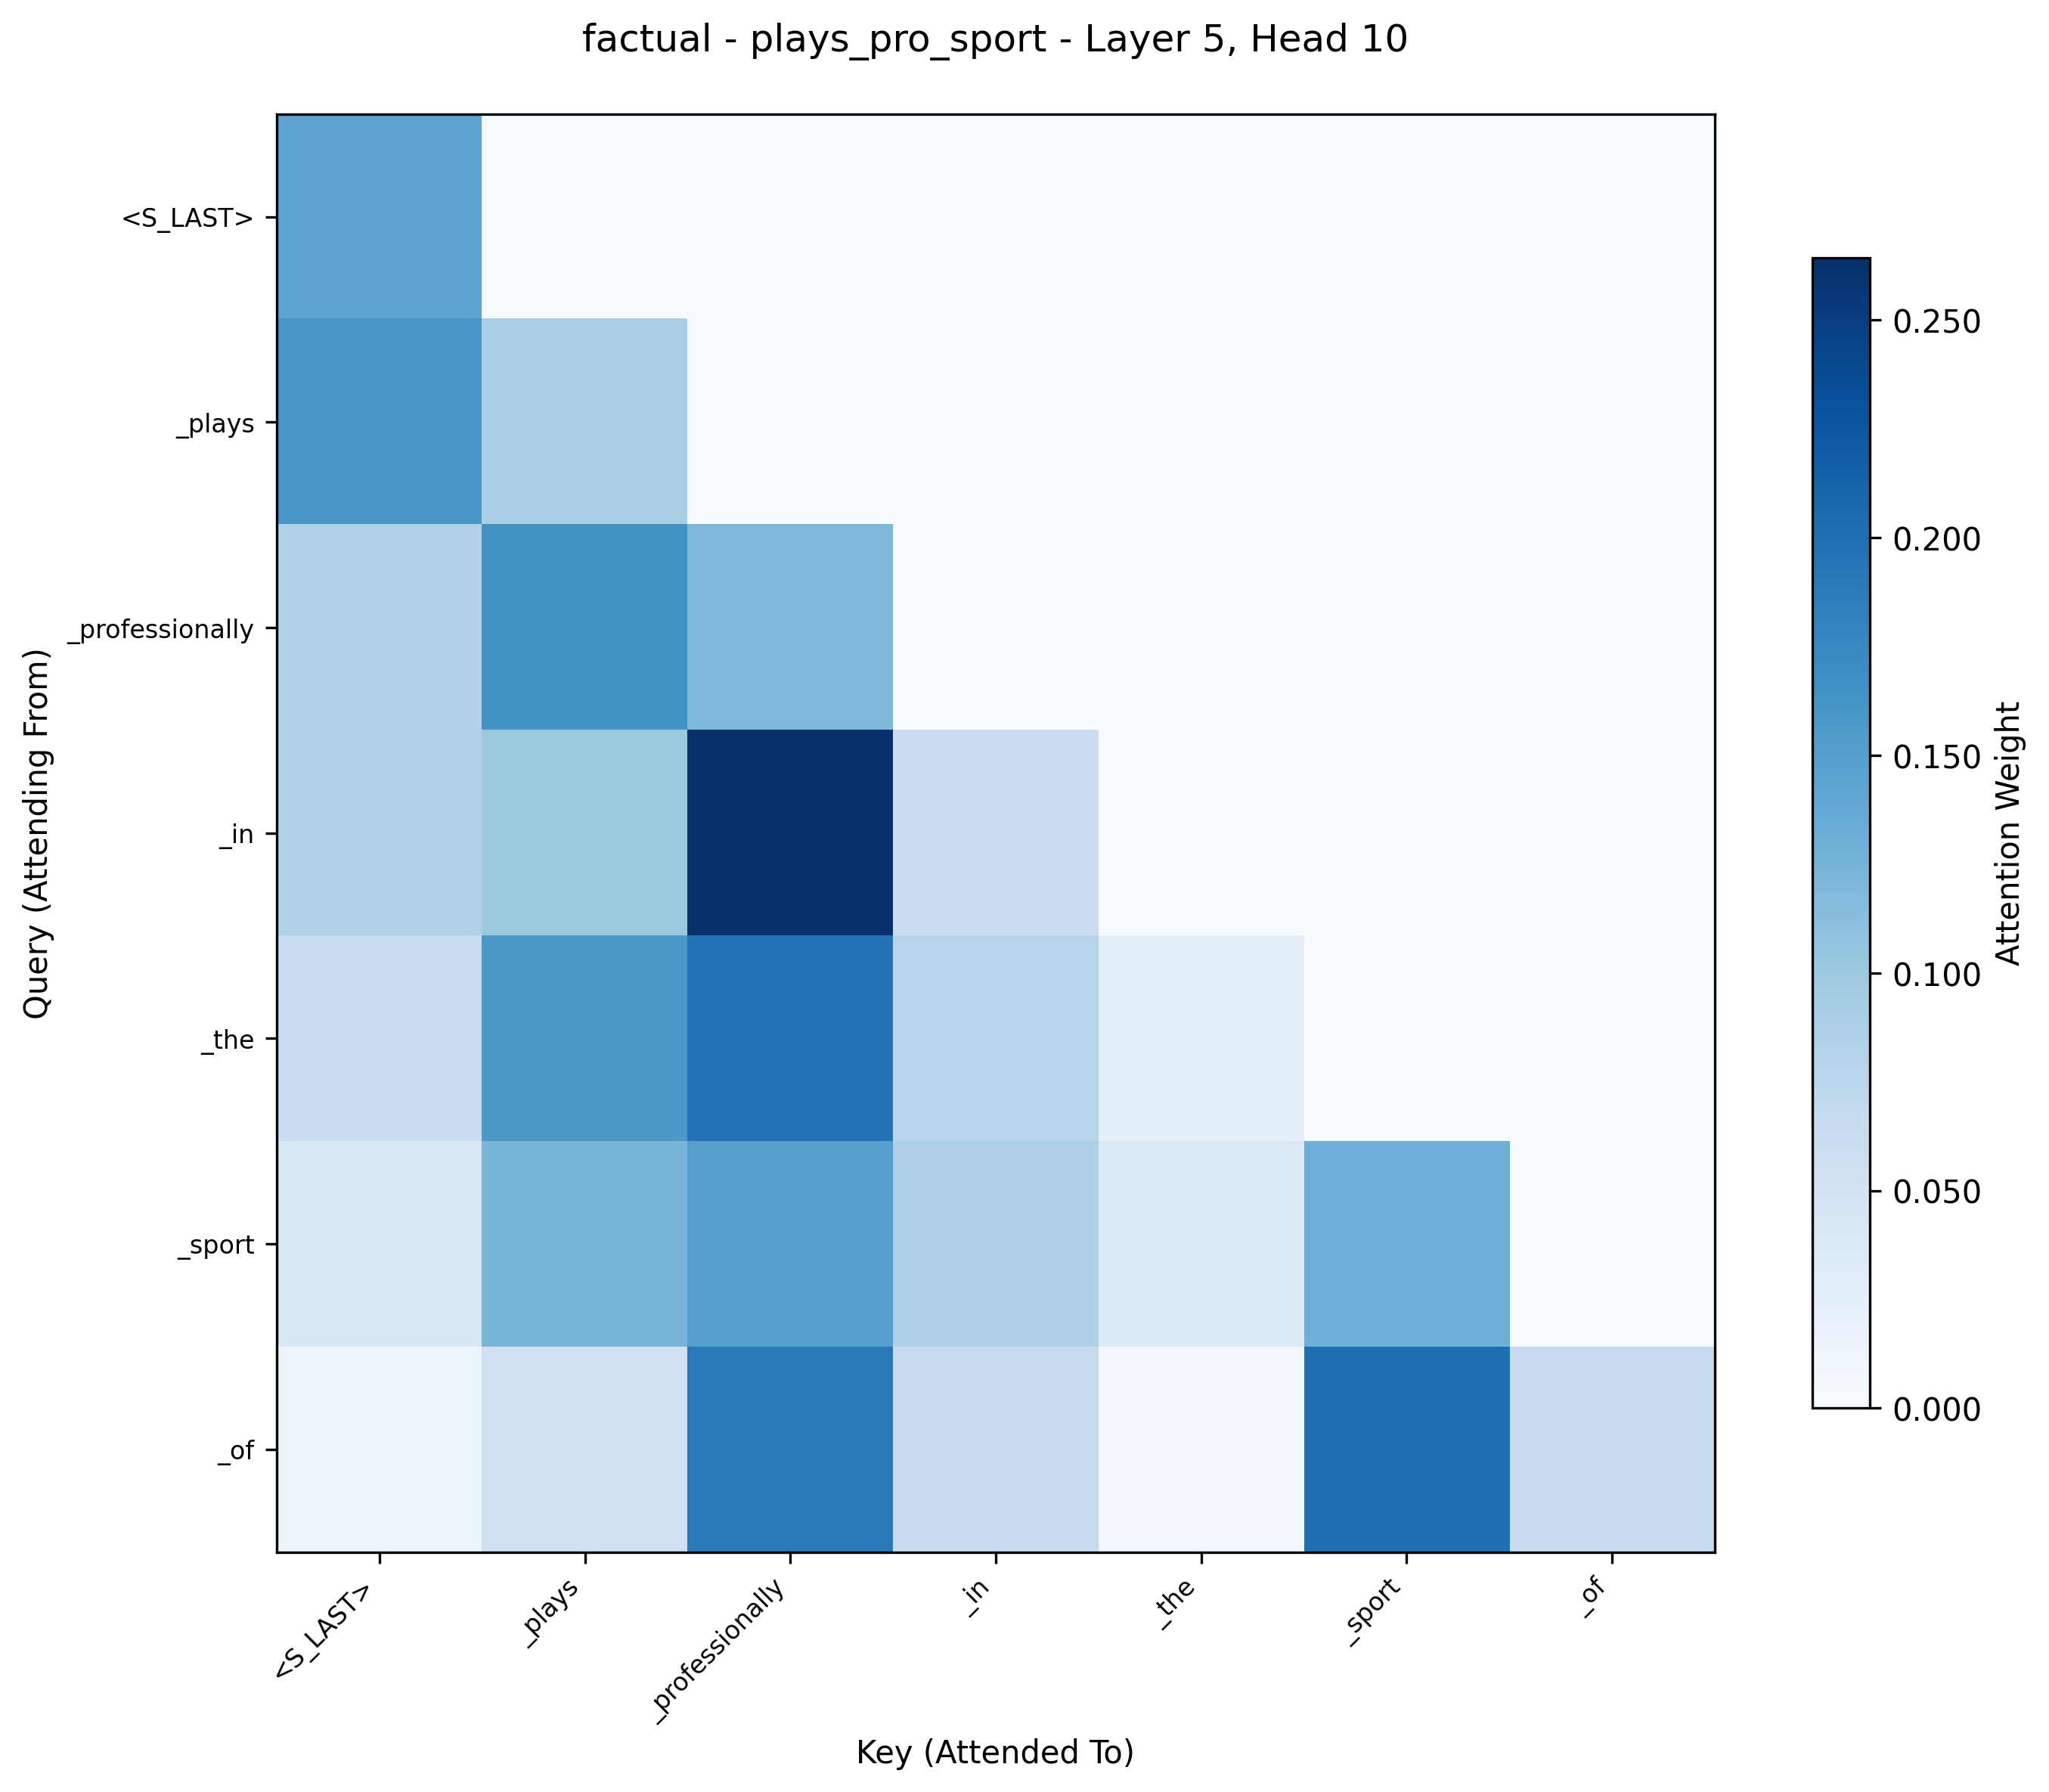 factual - plays_pro_sport - Layer 5, Head 10
Query (Attending From)
<S_LAST>
_plays
_professionally
_in
_the
_sport
_of
<S_LAST>
_plays
_professionally
_in
_the
_sport
_of
Key (Attended To)
0.250
0.200
0.150
0.100
0.050
0.000
Attention Weight